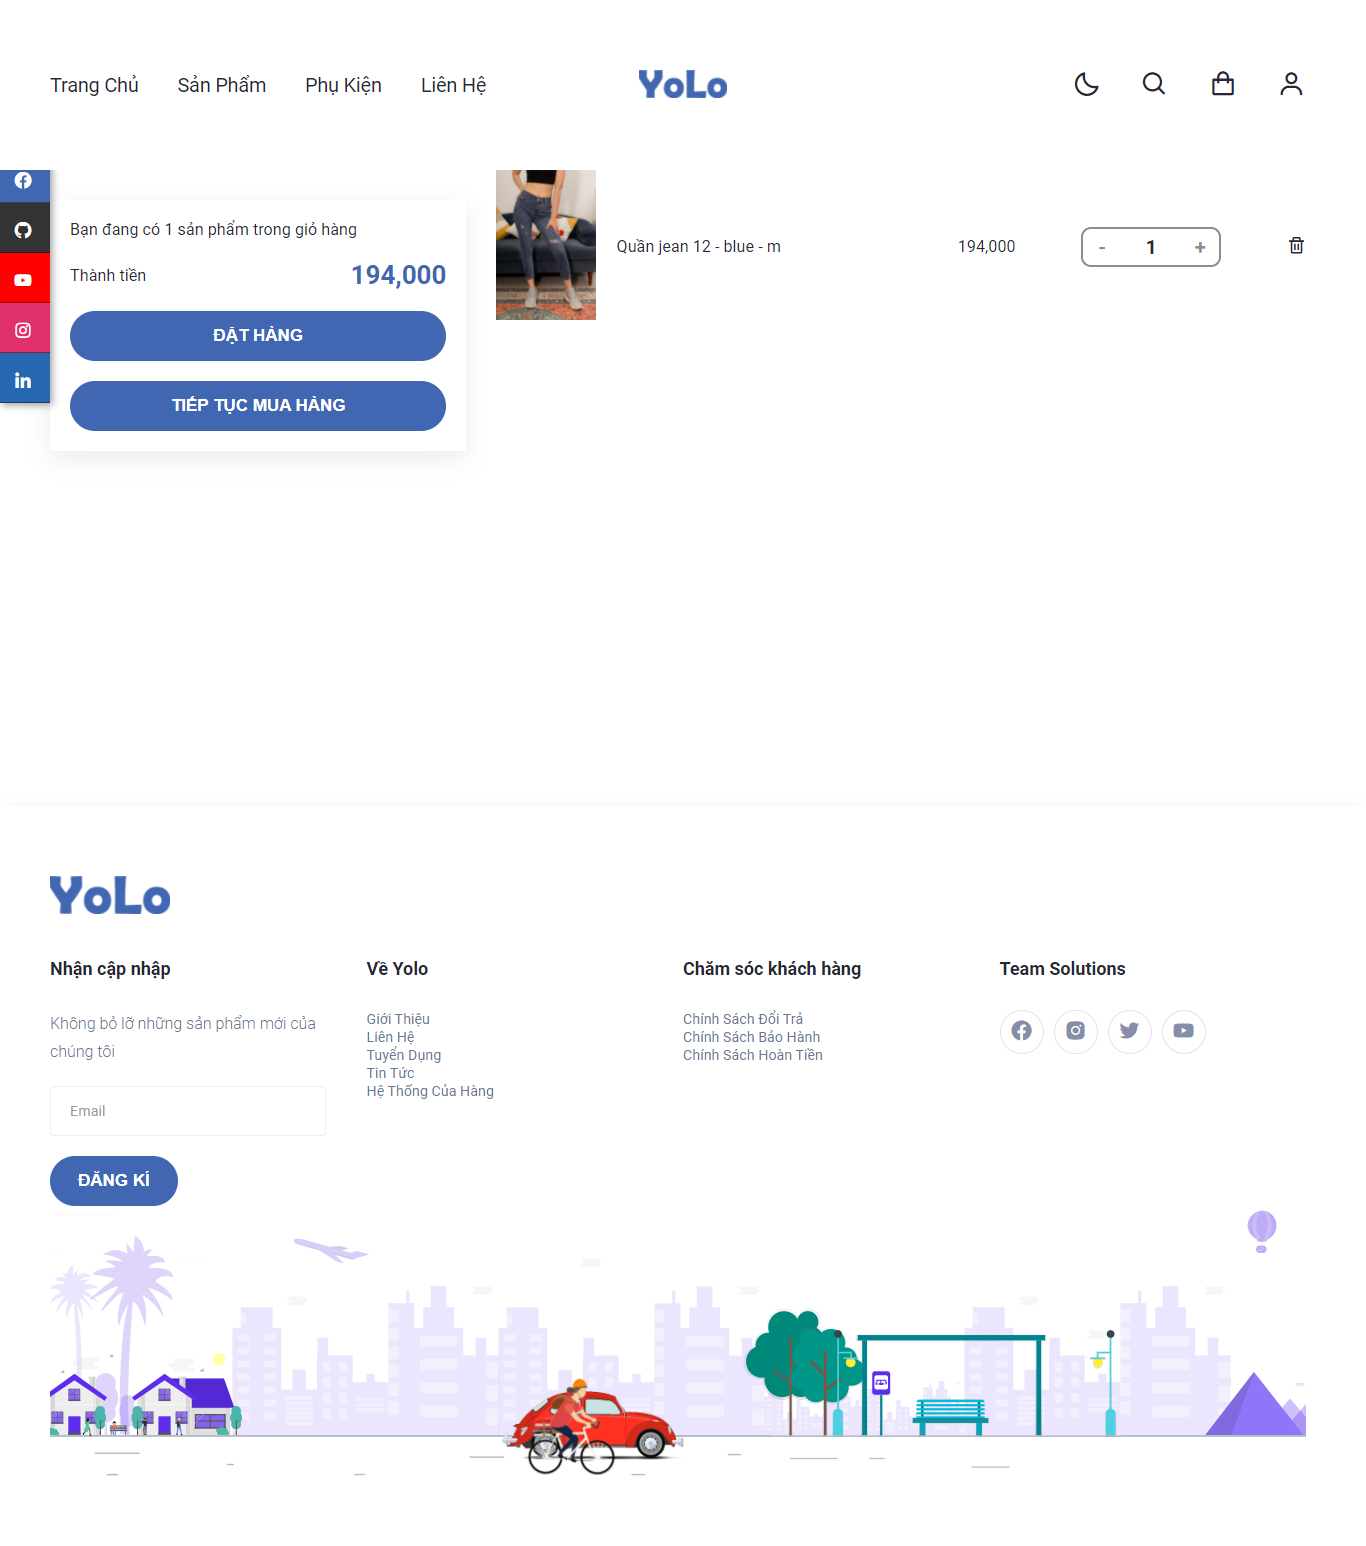 Trang Chủ
Sản Phẩm
Phụ Kiện
Liên Hệ
YoLo
Bạn đang có 1 sản phẩm trong giỏ hàng
Thành tiền
194,000
ĐẶT HÀNG
TIẾP TỤC MUA HÀNG
Quần jean 12 - blue - m
194,000
- 1 +
YoLo
Nhận cập nhập
Không bỏ lỡ những sản phẩm mới của
chúng tôi
Email
ĐĂNG KÍ
Về Yolo
Giới Thiệu
Liên Hệ
Tuyển Dụng
Tin Tức
Hệ Thống Của Hàng
Chăm sóc khách hàng
Chính Sách Đổi Trả
Chính Sách Bảo Hành
Chính Sách Hoàn Tiền
Team Solutions